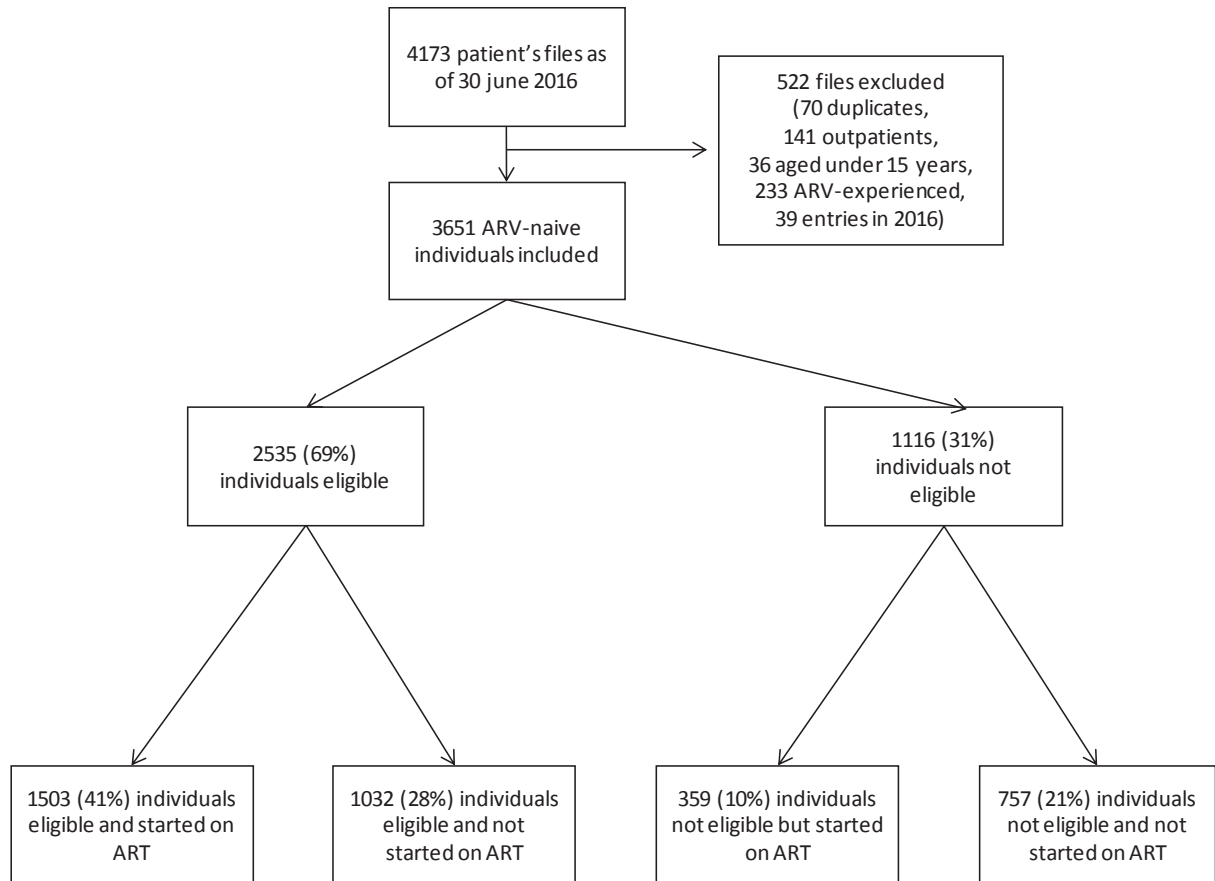 4173 patient's files as
of 30 june 2016
522 files excluded
(70 duplicates,
141 outpatients,
36 aged under 15 years,
233 ARV-experienced,
39 entries in 2016)
3651 ARV-naive
individuals included
2535 (69%)
individuals eligible
1116 (31%)
individuals not
eligible
1503 (41%) individuals
eligible and started on
ART
1032 (28%) individuals
eligible and not
started on ART
359 (10%) individuals
not eligible but started
on ART
757 (21%) individuals
not eligible and not
started on ART